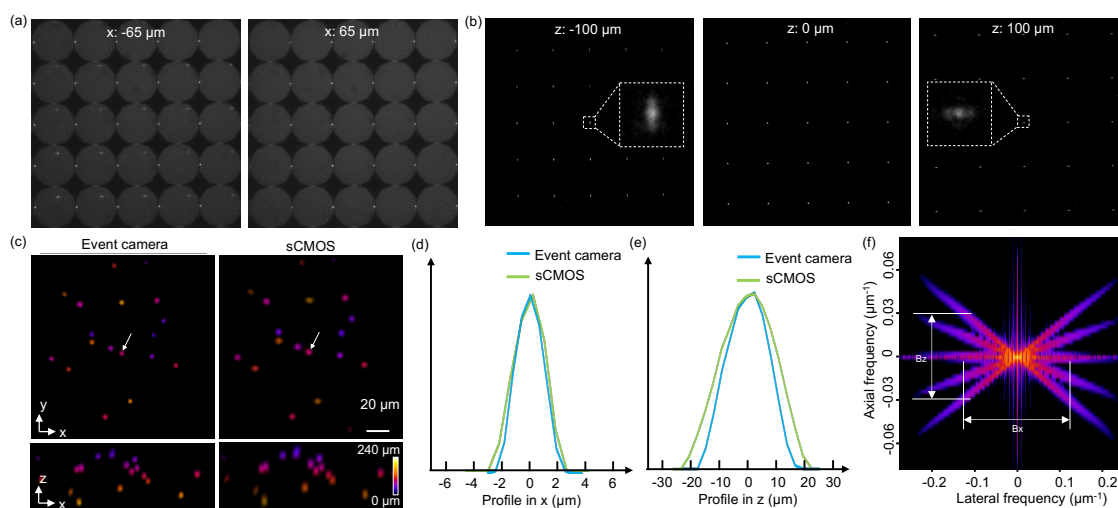 (a)
x: -65 µm
x: 65 µm
(b)
z: -100 µm
z: 0 µm
z: 100 µm
(c)
Event camera
sCMOS
y
x
20 µm
z
x
240 µm
0 µm
(d)
Event camera
sCMOS
-6 -4 -2 0 2 4 6
Profile in x (µm)
(e)
Event camera
sCMOS
-30 -20 -10 0 10 20 30
Profile in z (µm)
(f)
Axial frequency (µm⁻¹)
0.06
0.03
0
-0.03
-0.06
Bz
Bx
-0.2 -0.1 0 0.1 0.2
Lateral frequency (µm⁻¹)